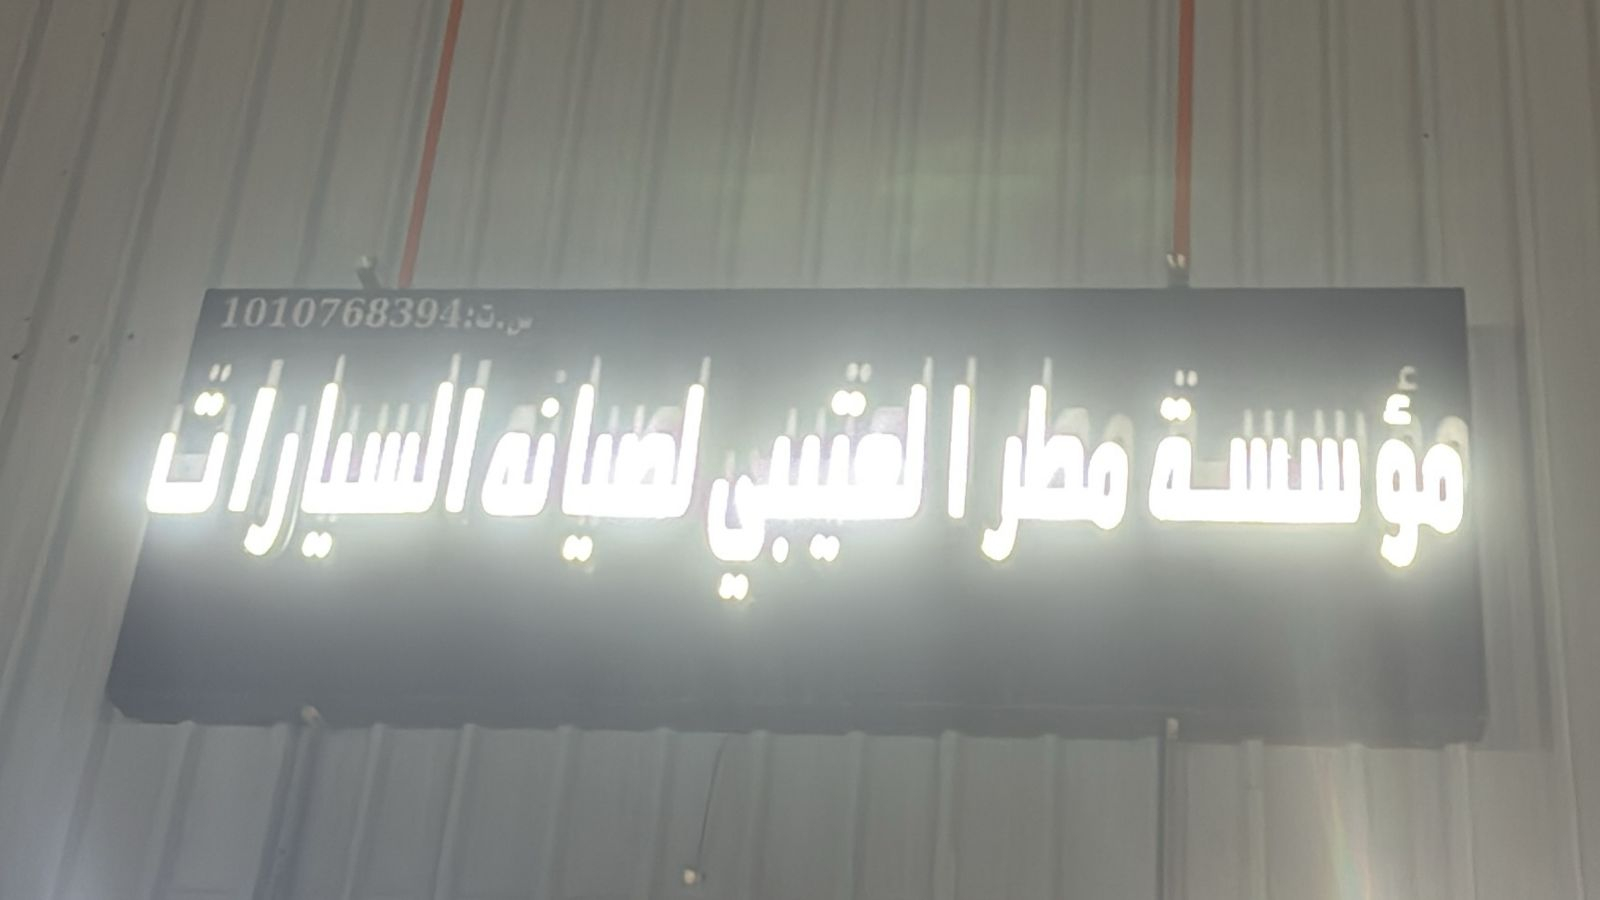 س.ت:1010768394
مؤسسة مطر العتيبي لصيانه السيارات